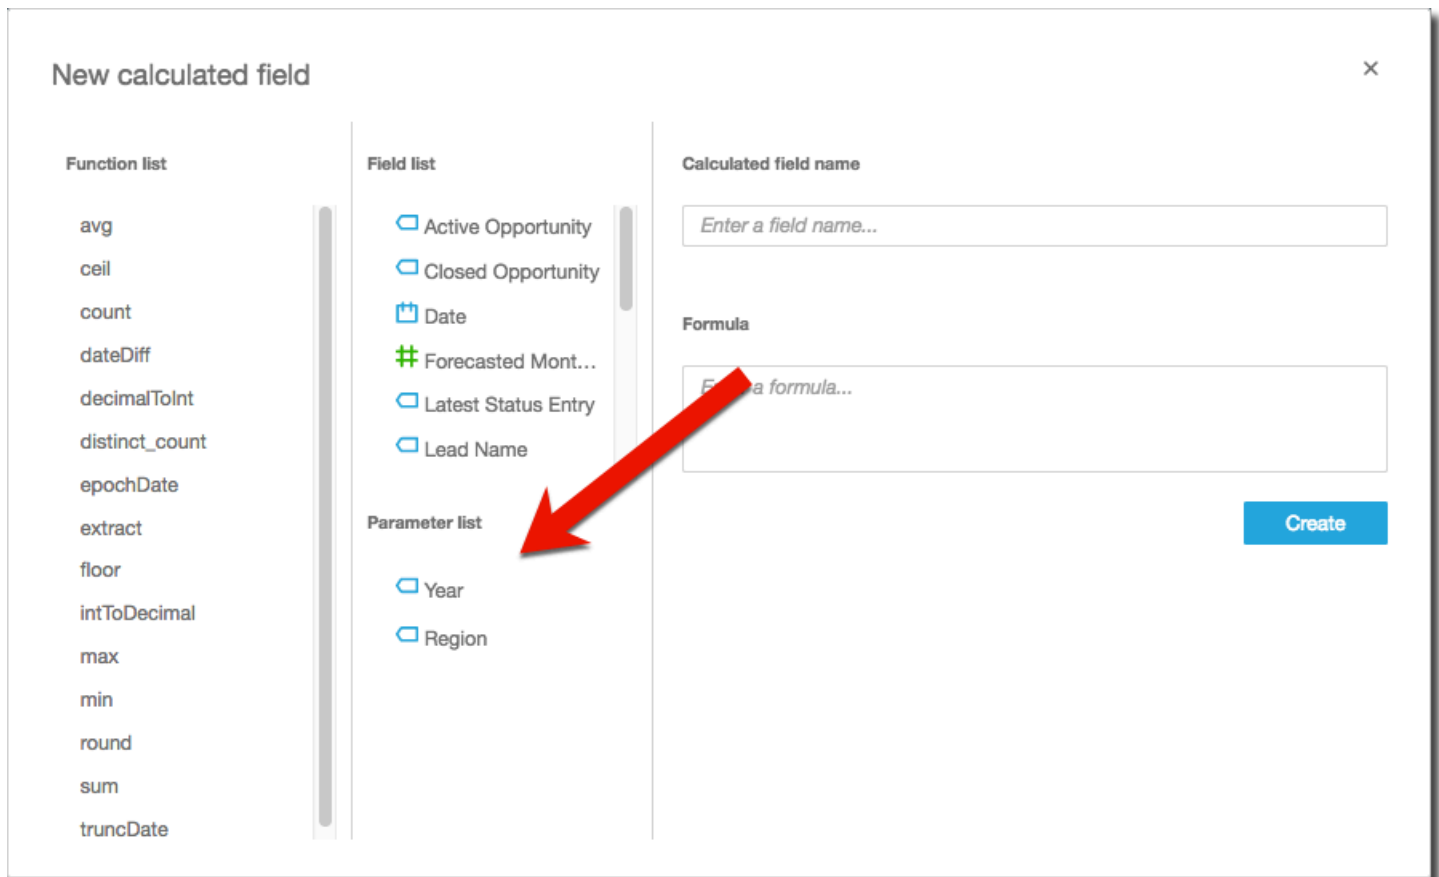 New calculated field
×
Function list
avg
ceil
count
dateDiff
decimalToInt
distinct_count
epochDate
extract
floor
intToDecimal
max
min
round
sum
truncDate
Field list
Active Opportunity
Closed Opportunity
Date
Forecasted Mont...
Latest Status Entry
Lead Name
Parameter list
Year
Region
Calculated field name
Enter a field name...
Formula
a formula...
Create